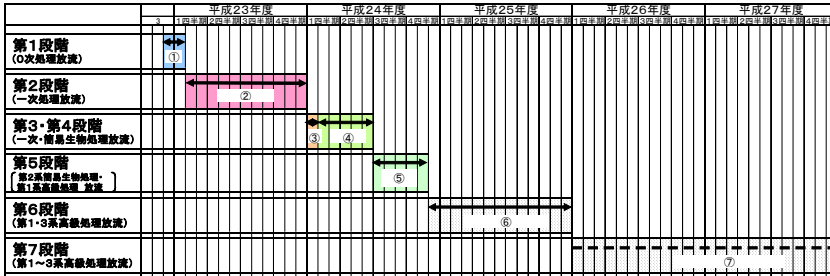 平成23年度 平成24年度 平成25年度 平成26年度 平成27年度
3 1四半期 2四半期 3四半期 4四半期 1四半期 2四半期 3四半期 4四半期 1四半期 2四半期 3四半期 4四半期 1四半期 2四半期 3四半期 4四半期 1四半期 2四半期 3四半期 4四半期
第1段階
(0次処理放流)
①
第2段階
(一次処理放流)
②
第3・第4段階
(一次・簡易生物処理放流)
③ ④
第5段階
第2系簡易生物処理・
第1系高級処理 放流
⑤
第6段階
(第1・3系高級処理放流)
⑥
第7段階
(第1～3系高級処理放流)
⑦